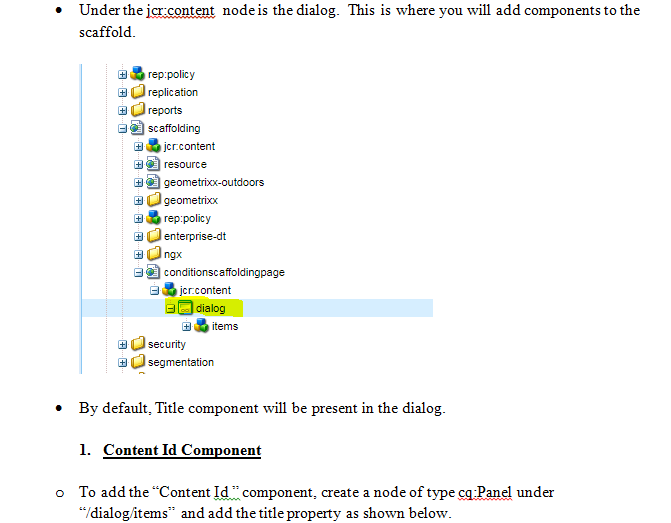 • Under the jcr:content node is the dialog. This is where you will add components to the
scaffold.
rep:policy
replication
reports
scaffolding
jcr:content
resource
geometrixx-outdoors
geometrixx
rep:policy
enterprise-dt
ngx
conditionscaffoldingpage
jcr:content
dialog
items
security
segmentation
• By default, Title component will be present in the dialog.
1. Content Id Component
o To add the “Content Id ” component, create a node of type cq:Panel under
“/dialog/items” and add the title property as shown below.